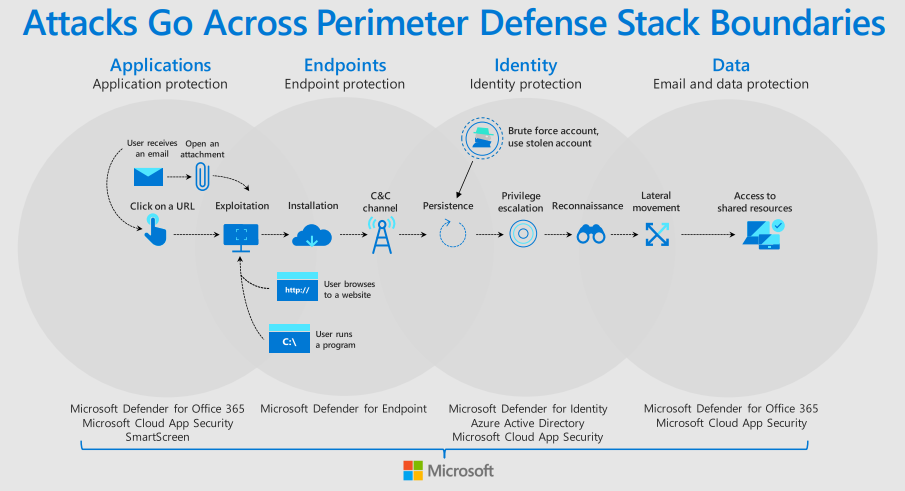 Attacks Go Across Perimeter Defense Stack Boundaries
Applications
Application protection
Endpoints
Endpoint protection
Identity
Identity protection
Data
Email and data protection
Brute force account,
use stolen account
User receives
an email
Open an
attachment
Click on a URL
Exploitation
Installation
C&C
channel
Persistence
Privilege
escalation
Reconnaissance
Lateral
movement
Access to
shared resources
http://
User browses
to a website
C:\
User runs
a program
Microsoft Defender for Office 365
Microsoft Cloud App Security
SmartScreen
Microsoft Defender for Endpoint
Microsoft Defender for Identity
Azure Active Directory
Microsoft Cloud App Security
Microsoft Defender for Office 365
Microsoft Cloud App Security
Microsoft